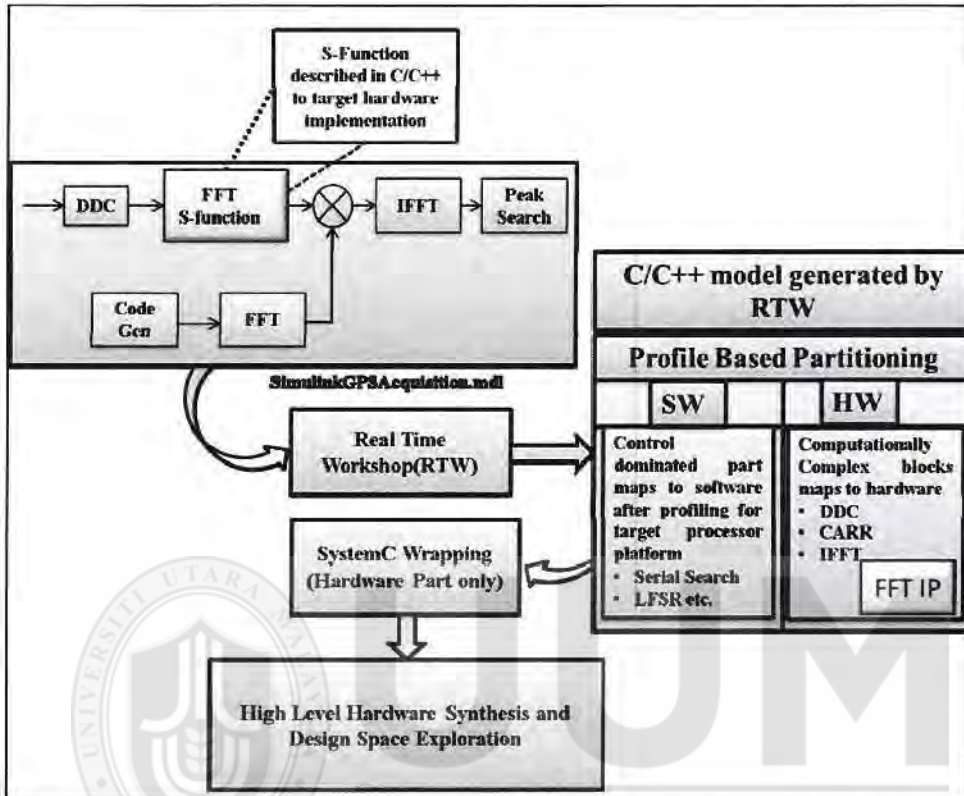 S-Function
described in C/C++
to target hardware
implementation
DDC
FFT
S-function
IFFT
Peak
Search
Code
Gen
FFT
SimulinkGPSAcquisition.mdl
C/C++ model generated by
RTW
Profile Based Partitioning
SW
HW
Control
dominated part
maps to software
after profiling for
target processor
platform
• Serial Search
• LFSR etc.
Computationally
Complex blocks
maps to hardware
• DDC
• CARR
• IFFT
FFT IP
Real Time
Workshop(RTW)
SystemC Wrapping
(Hardware Part only)
High Level Hardware Synthesis and
Design Space Exploration
UUM
UNIVERSITI UTARA